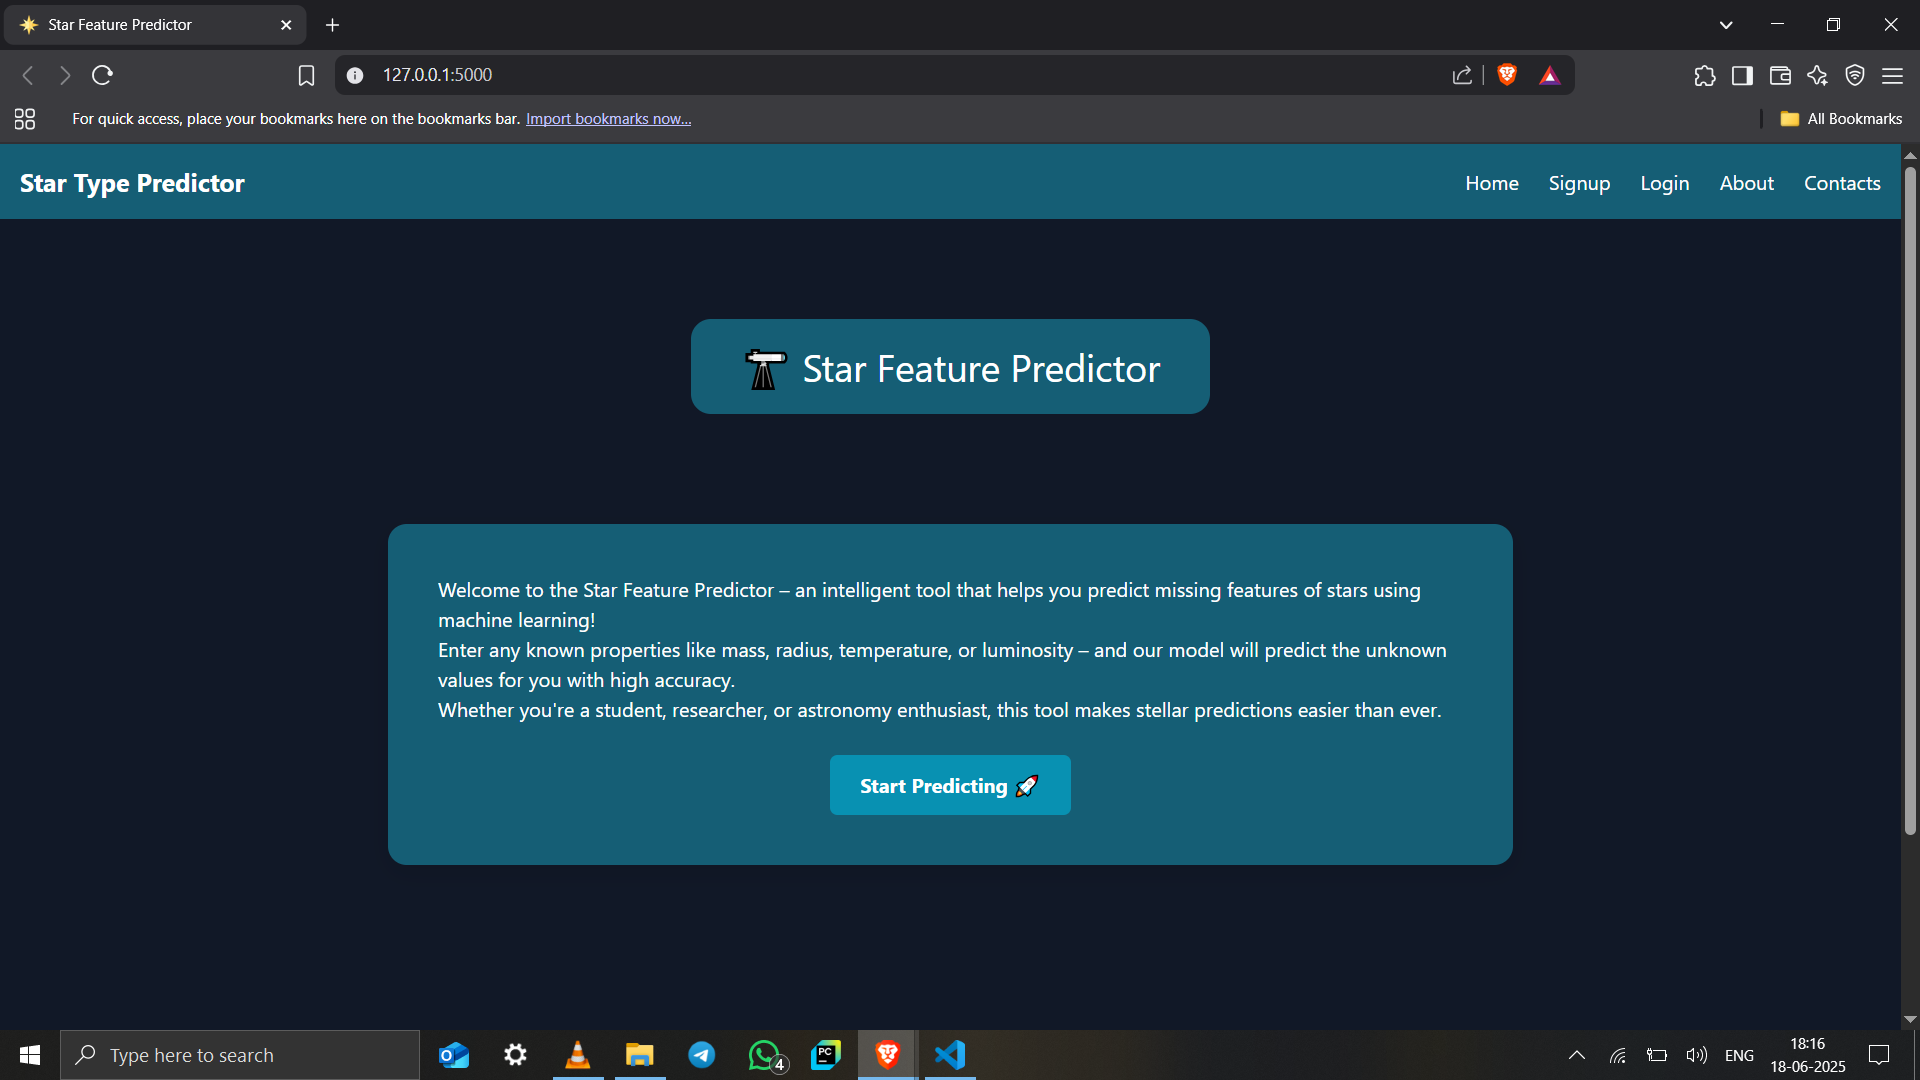 Star Feature Predictor
127.0.0.1:5000
For quick access, place your bookmarks here on the bookmarks bar. Import bookmarks now...
All Bookmarks
Star Type Predictor
Home Signup Login About Contacts
Star Feature Predictor
Welcome to the Star Feature Predictor – an intelligent tool that helps you predict missing features of stars using
machine learning!
Enter any known properties like mass, radius, temperature, or luminosity – and our model will predict the unknown
values for you with high accuracy.
Whether you're a student, researcher, or astronomy enthusiast, this tool makes stellar predictions easier than ever.
Start Predicting 🚀
Type here to search
O
4
PC
ENG
18:16
18-06-2025